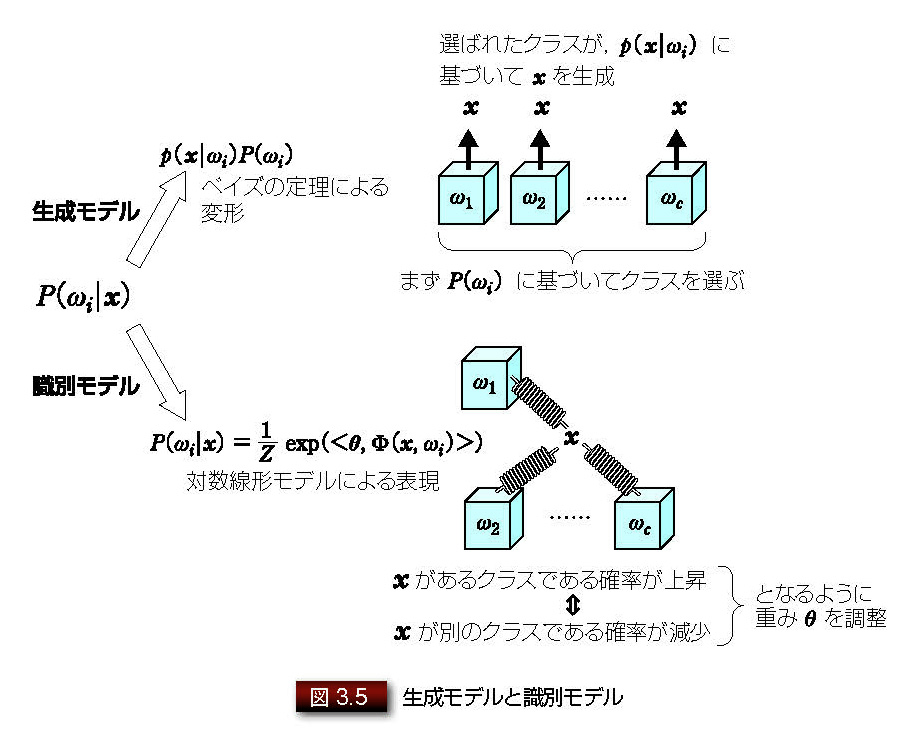 選ばれたクラスが, p(x|ωi) に
基づいて x を生成
x x x
p(x|ωi)P(ωi)
ベイズの定理による
変形
生成モデル
ω1 ω2 …… ωc
まず P(ωi) に基づいてクラスを選ぶ
P(ωi|x)
識別モデル
ω1
P(ωi|x) = 1/Z exp(<θ, Φ(x, ωi)>)
対数線形モデルによる表現
x
ω2 …… ωc
x があるクラスである確率が上昇
⇕
x が別のクラスである確率が減少
となるように
重み θ を調整
図 3.5 生成モデルと識別モデル